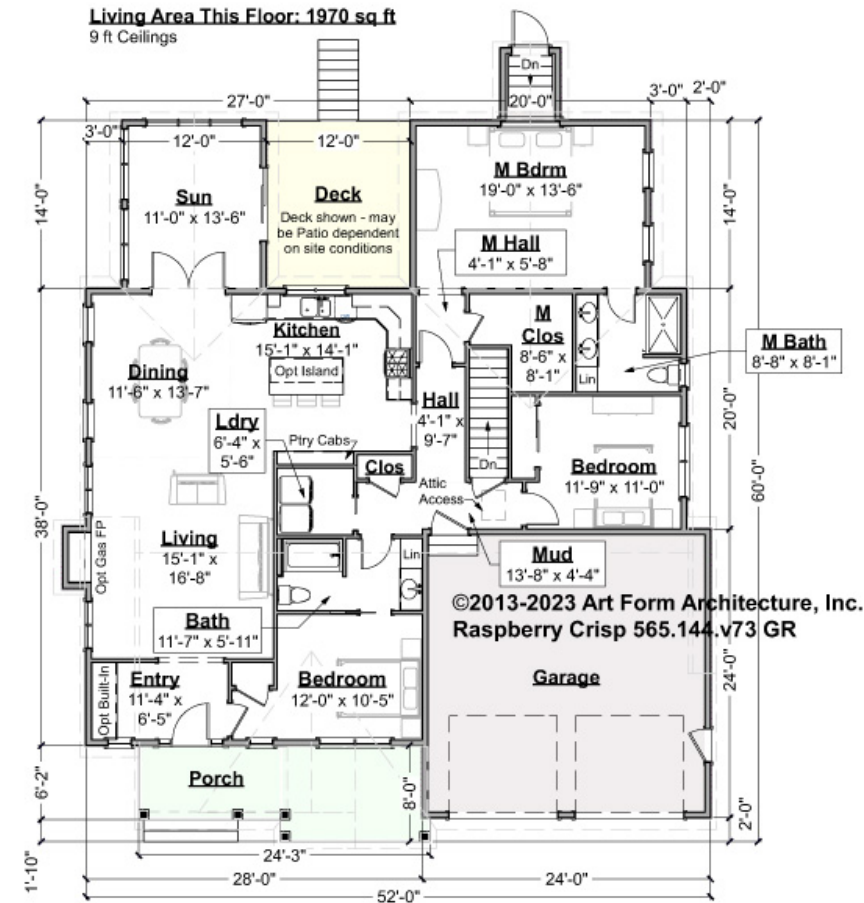 Living Area This Floor: 1970 sq ft
9 ft Ceilings
Dn
27'-0"
20'-0"
3'-0"
2'-0"
3'-0"
12'-0"
12'-0"
14'-0"
Sun
11'-0" x 13'-6"
Deck
Deck shown - may
be Patio dependent
on site conditions
M Bdrm
19'-0" x 13'-6"
14'-0"
M Hall
4'-1" x 5'-8"
Kitchen
15'-1" x 14'-1"
Opt Island
M
Clos
8'-6" x
8'-1"
Lin
M Bath
8'-8" x 8'-1"
Dining
11'-6" x 13'-7"
Hall
4'-1" x
9'-7"
Ldry
6'-4" x
5'-6"
Ptry Cabs
Clos
Dn
Attic
Access
Bedroom
11'-9" x 11'-0"
20'-0"
60'-0"
38'-0"
Opt Gas FP
Living
15'-1" x
16'-8"
Lin
Mud
13'-8" x 4'-4"
©2013-2023 Art Form Architecture, Inc.
Raspberry Crisp 565.144.v73 GR
Bath
11'-7" x 5'-11"
Opt Built-In
Entry
11'-4" x
6'-5"
Bedroom
12'-0" x 10'-5"
Garage
24'-0"
Porch
6'-2"
8'-0"
2'-0"
1'-10"
24'-3"
28'-0"
24'-0"
52'-0"